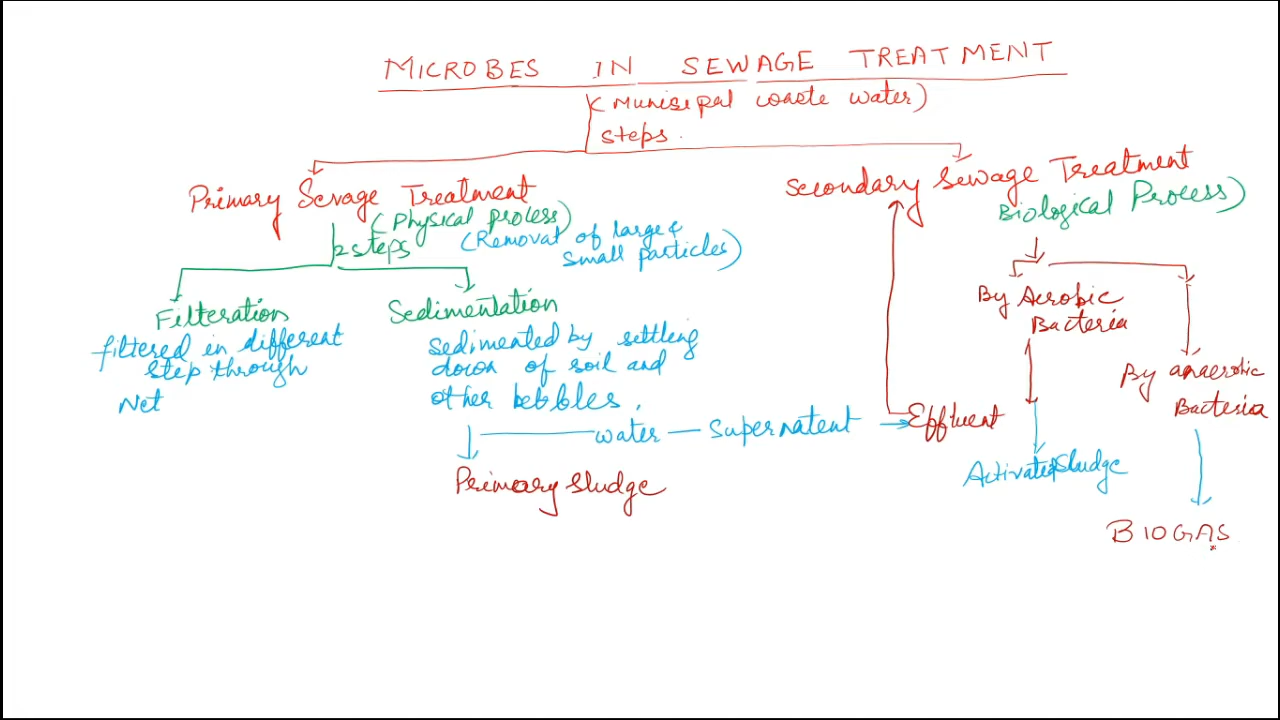 MICROBES IN SEWAGE TREATMENT
(Munisipal waste water)
steps.
Primary Sewage Treatment
(Physical process)
2 steps
(Removal of large &
small particles)
Filteration
filtered in different
step through
Net
Sedimentation
Sedimented by settling
down of soil and
other bebbles.
water — Supernatent
Primary sludge
Secondary Sewage Treatment
Biological Process)
By Aerobic
Bacteria
By anaerobic
Bacteria
Effluent
Activated Sludge
BIOGAS